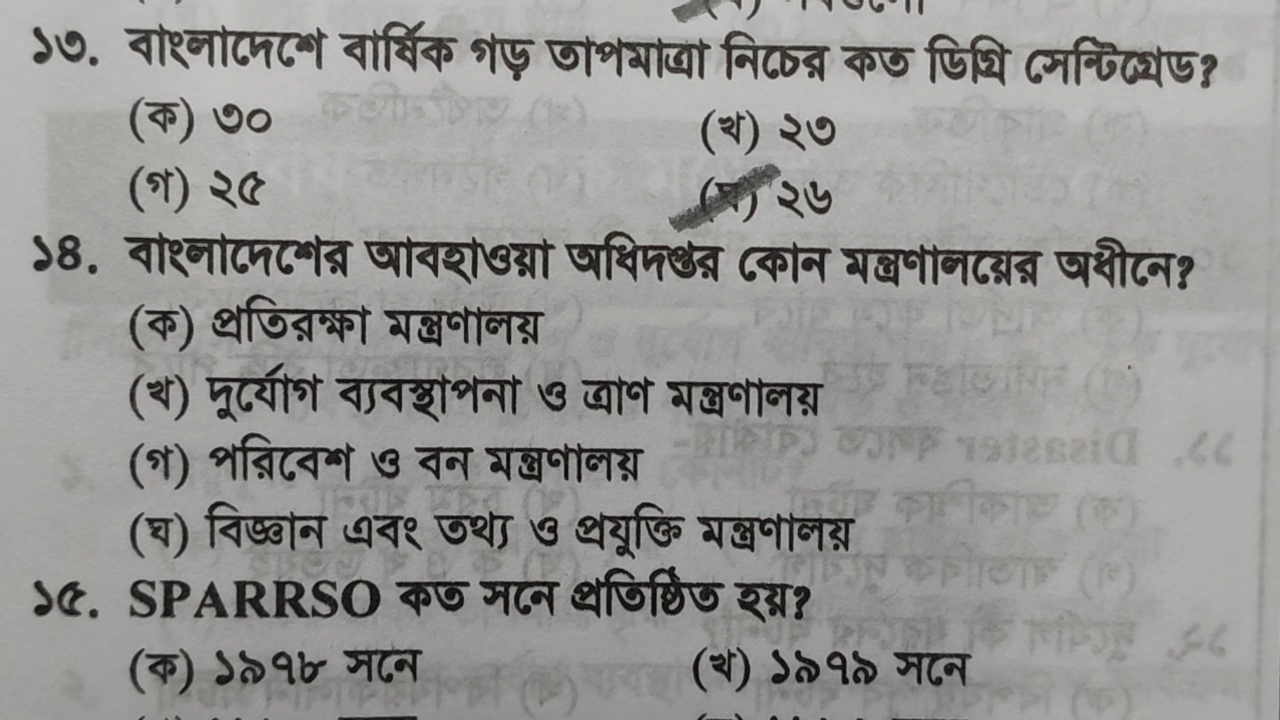 ১৩. বাংলাদেশে বার্ষিক গড় তাপমাত্রা নিচের কত ডিগ্রি সেন্টিগ্রেড?
(ক) ৩০ (খ) ২৩
(গ) ২৫ (ঘ) ২৬
১৪. বাংলাদেশের আবহাওয়া অধিদপ্তর কোন মন্ত্রণালয়ের অধীনে?
(ক) প্রতিরক্ষা মন্ত্রণালয়
(খ) দুর্যোগ ব্যবস্থাপনা ও ত্রাণ মন্ত্রণালয়
(গ) পরিবেশ ও বন মন্ত্রণালয়
(ঘ) বিজ্ঞান এবং তথ্য ও প্রযুক্তি মন্ত্রণালয়
১৫. SPARRSO কত সনে প্রতিষ্ঠিত হয়?
(ক) ১৯৭৮ সনে (খ) ১৯৭৯ সনে